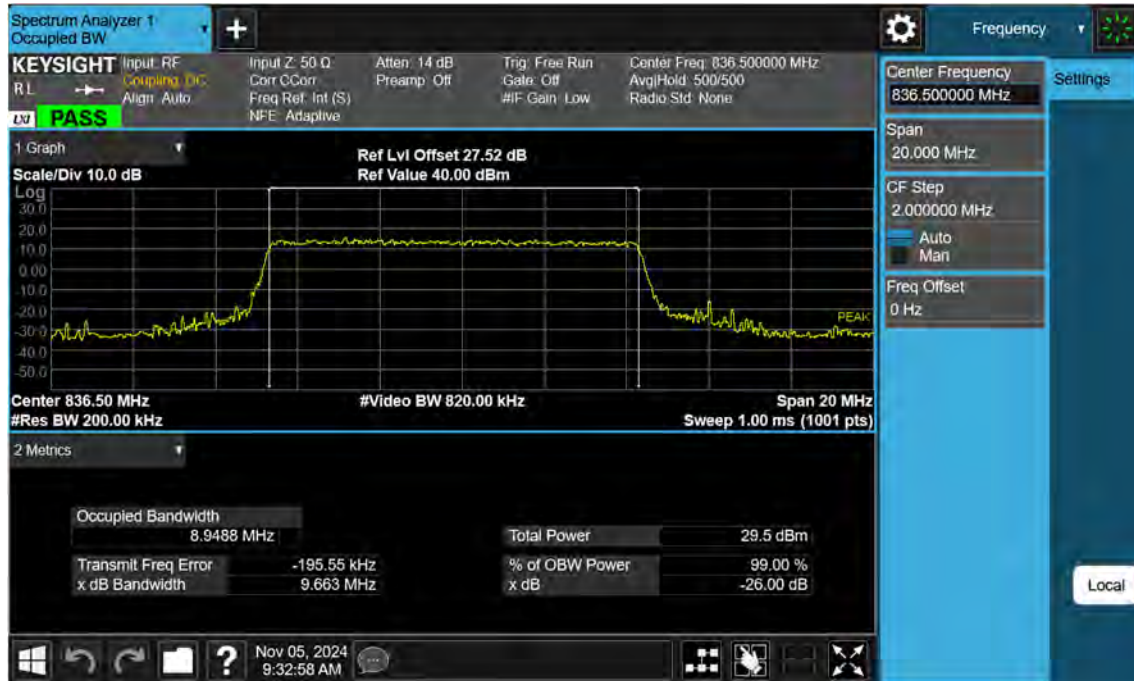 Spectrum Analyzer 1
Occupied BW
Frequency
KEYSIGHT
RL
LXI
PASS
Input: RF
Coupling: DC
Align: Auto
Input Z: 50 Ω
Corr CCorr
Freq Ref: Int (S)
NFE: Adaptive
Atten: 14 dB
Preamp: Off
Trig: Free Run
Gate: Off
#IF Gain: Low
Center Freq: 836.500000 MHz
Avg|Hold: 500/500
Radio Std: None
Center Frequency
836.500000 MHz
Settings
Span
20.000 MHz
CF Step
2.000000 MHz
Auto
Man
Freq Offset
0 Hz
1 Graph
Scale/Div 10.0 dB
Ref Lvl Offset 27.52 dB
Ref Value 40.00 dBm
Log
30.0
20.0
10.0
0.00
-10.0
-20.0
-30.0
-40.0
-50.0
PEAK
Center 836.50 MHz
#Video BW 820.00 kHz
Span 20 MHz
#Res BW 200.00 kHz
Sweep 1.00 ms (1001 pts)
2 Metrics
Occupied Bandwidth
8.9488 MHz
Total Power 29.5 dBm
Transmit Freq Error -195.55 kHz
% of OBW Power 99.00 %
x dB Bandwidth 9.663 MHz
x dB -26.00 dB
Local
?
Nov 05, 2024
9:32:58 AM